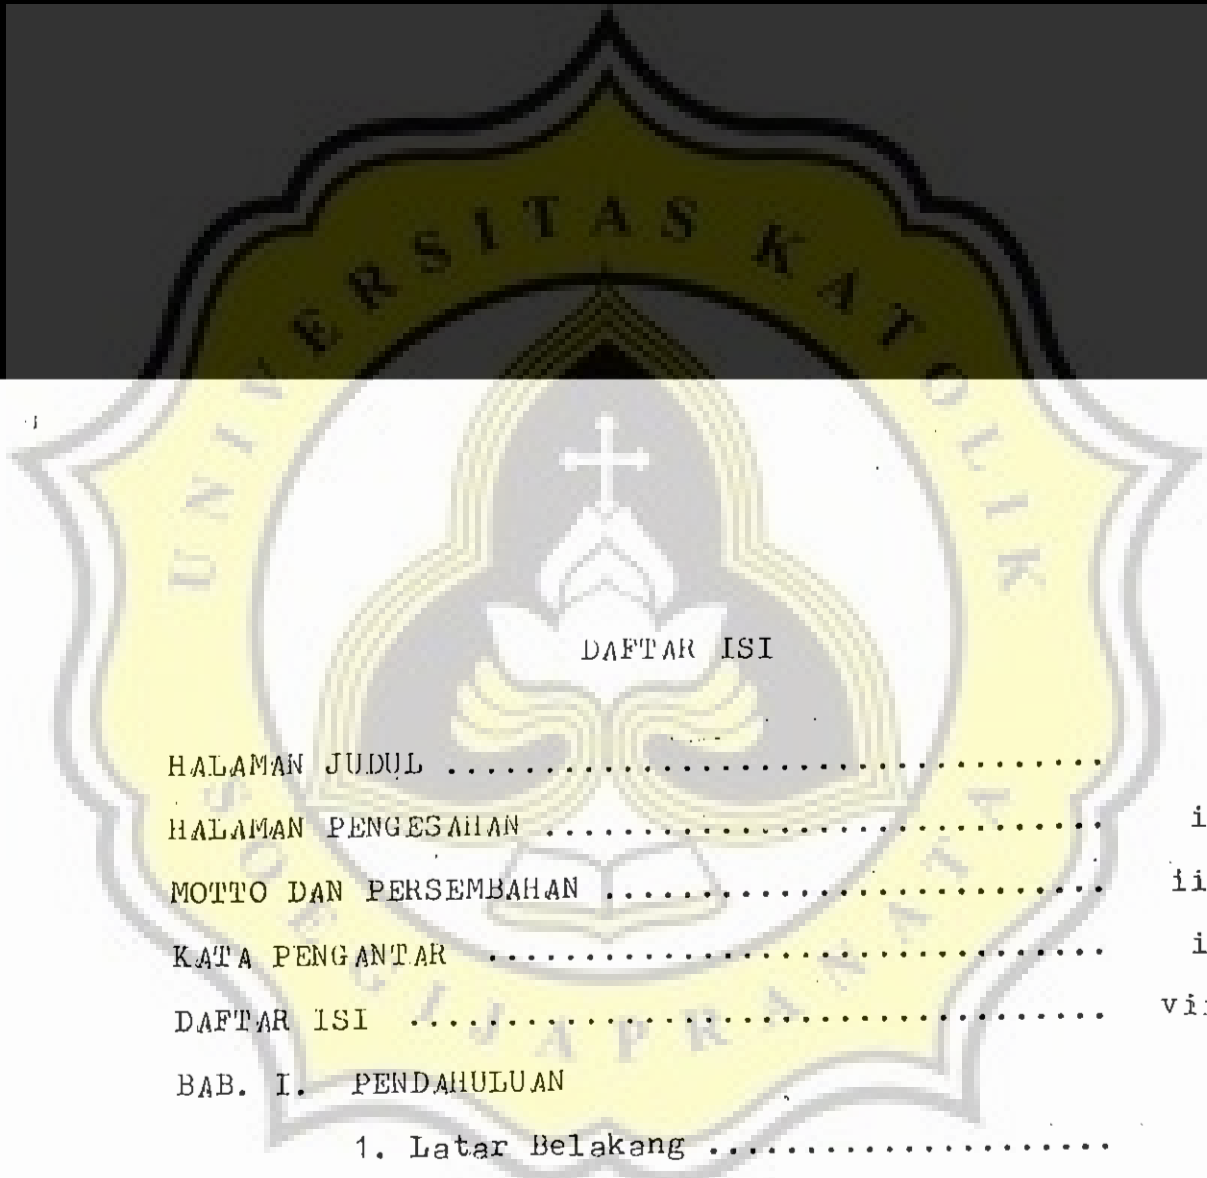 UNIVERSITAS KATOLIK
SOEGIJAPRANATA
DAFTAR ISI
HALAMAN JUDUL ..................................
HALAMAN PENGESAHAN ............................. i
MOTTO DAN PERSEMBAHAN .......................... ii
KATA PENGANTAR ................................ i
DAFTAR ISI .................................... vii
BAB. I. PENDAHULUAN
1. Latar Belakang .....................